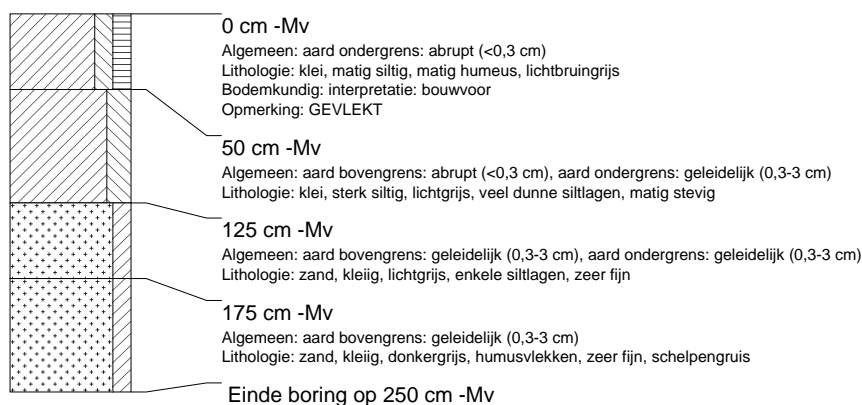 0 cm -Mv
Algemeen: aard ondergrens: abrupt (<0,3 cm)
Lithologie: klei, matig siltig, matig humeus, lichtbruingrijs
Bodemkundig: interpretatie: bouwvoor
Opmerking: GEVLEKT
50 cm -Mv
Algemeen: aard bovengrens: abrupt (<0,3 cm), aard ondergrens: geleidelijk (0,3-3 cm)
Lithologie: klei, sterk siltig, lichtgrijs, veel dunne siltlagen, matig stevig
125 cm -Mv
Algemeen: aard bovengrens: geleidelijk (0,3-3 cm), aard ondergrens: geleidelijk (0,3-3 cm)
Lithologie: zand, kleiig, lichtgrijs, enkele siltlagen, zeer fijn
175 cm -Mv
Algemeen: aard bovengrens: geleidelijk (0,3-3 cm)
Lithologie: zand, kleiig, donkergrijs, humusvlekken, zeer fijn, schelpengruis
Einde boring op 250 cm -Mv